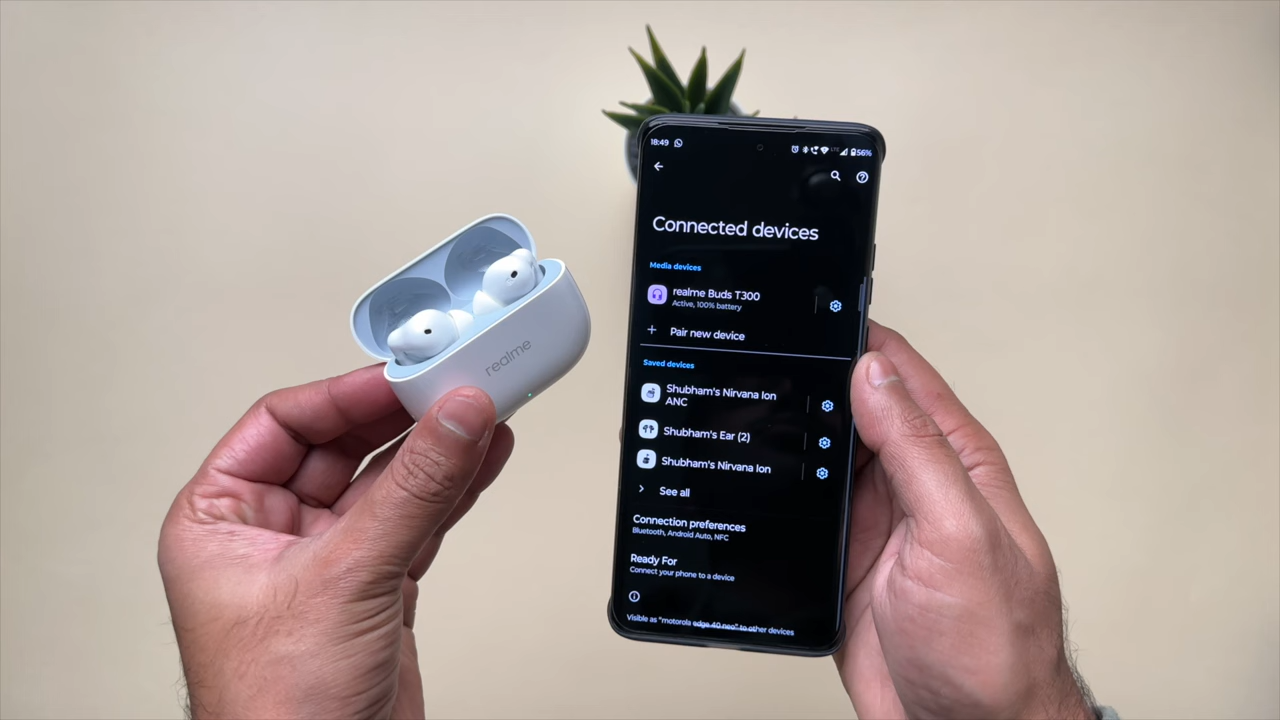 realme
18:49
LTE
56%
Connected devices
Media devices
realme Buds T300
Active, 100% battery
Pair new device
Saved devices
Shubham's Nirvana Ion
ANC
Shubham's Ear (2)
Shubham's Nirvana Ion
See all
Connection preferences
Bluetooth, Android Auto, NFC
Ready For
Connect your phone to a device
Visible as "motorola edge 40 neo" to other devices